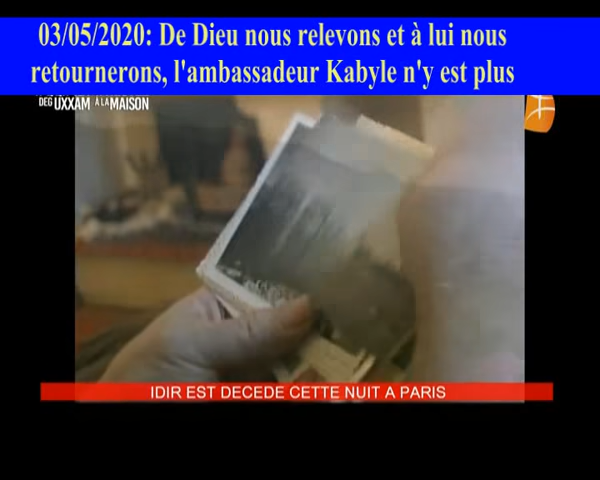 03/05/2020: De Dieu nous relevons et à lui nous
retournerons, l'ambassadeur Kabyle n'y est plus
DEG UXXAM À LA MAISON
IDIR EST DECEDE CETTE NUIT A PARIS